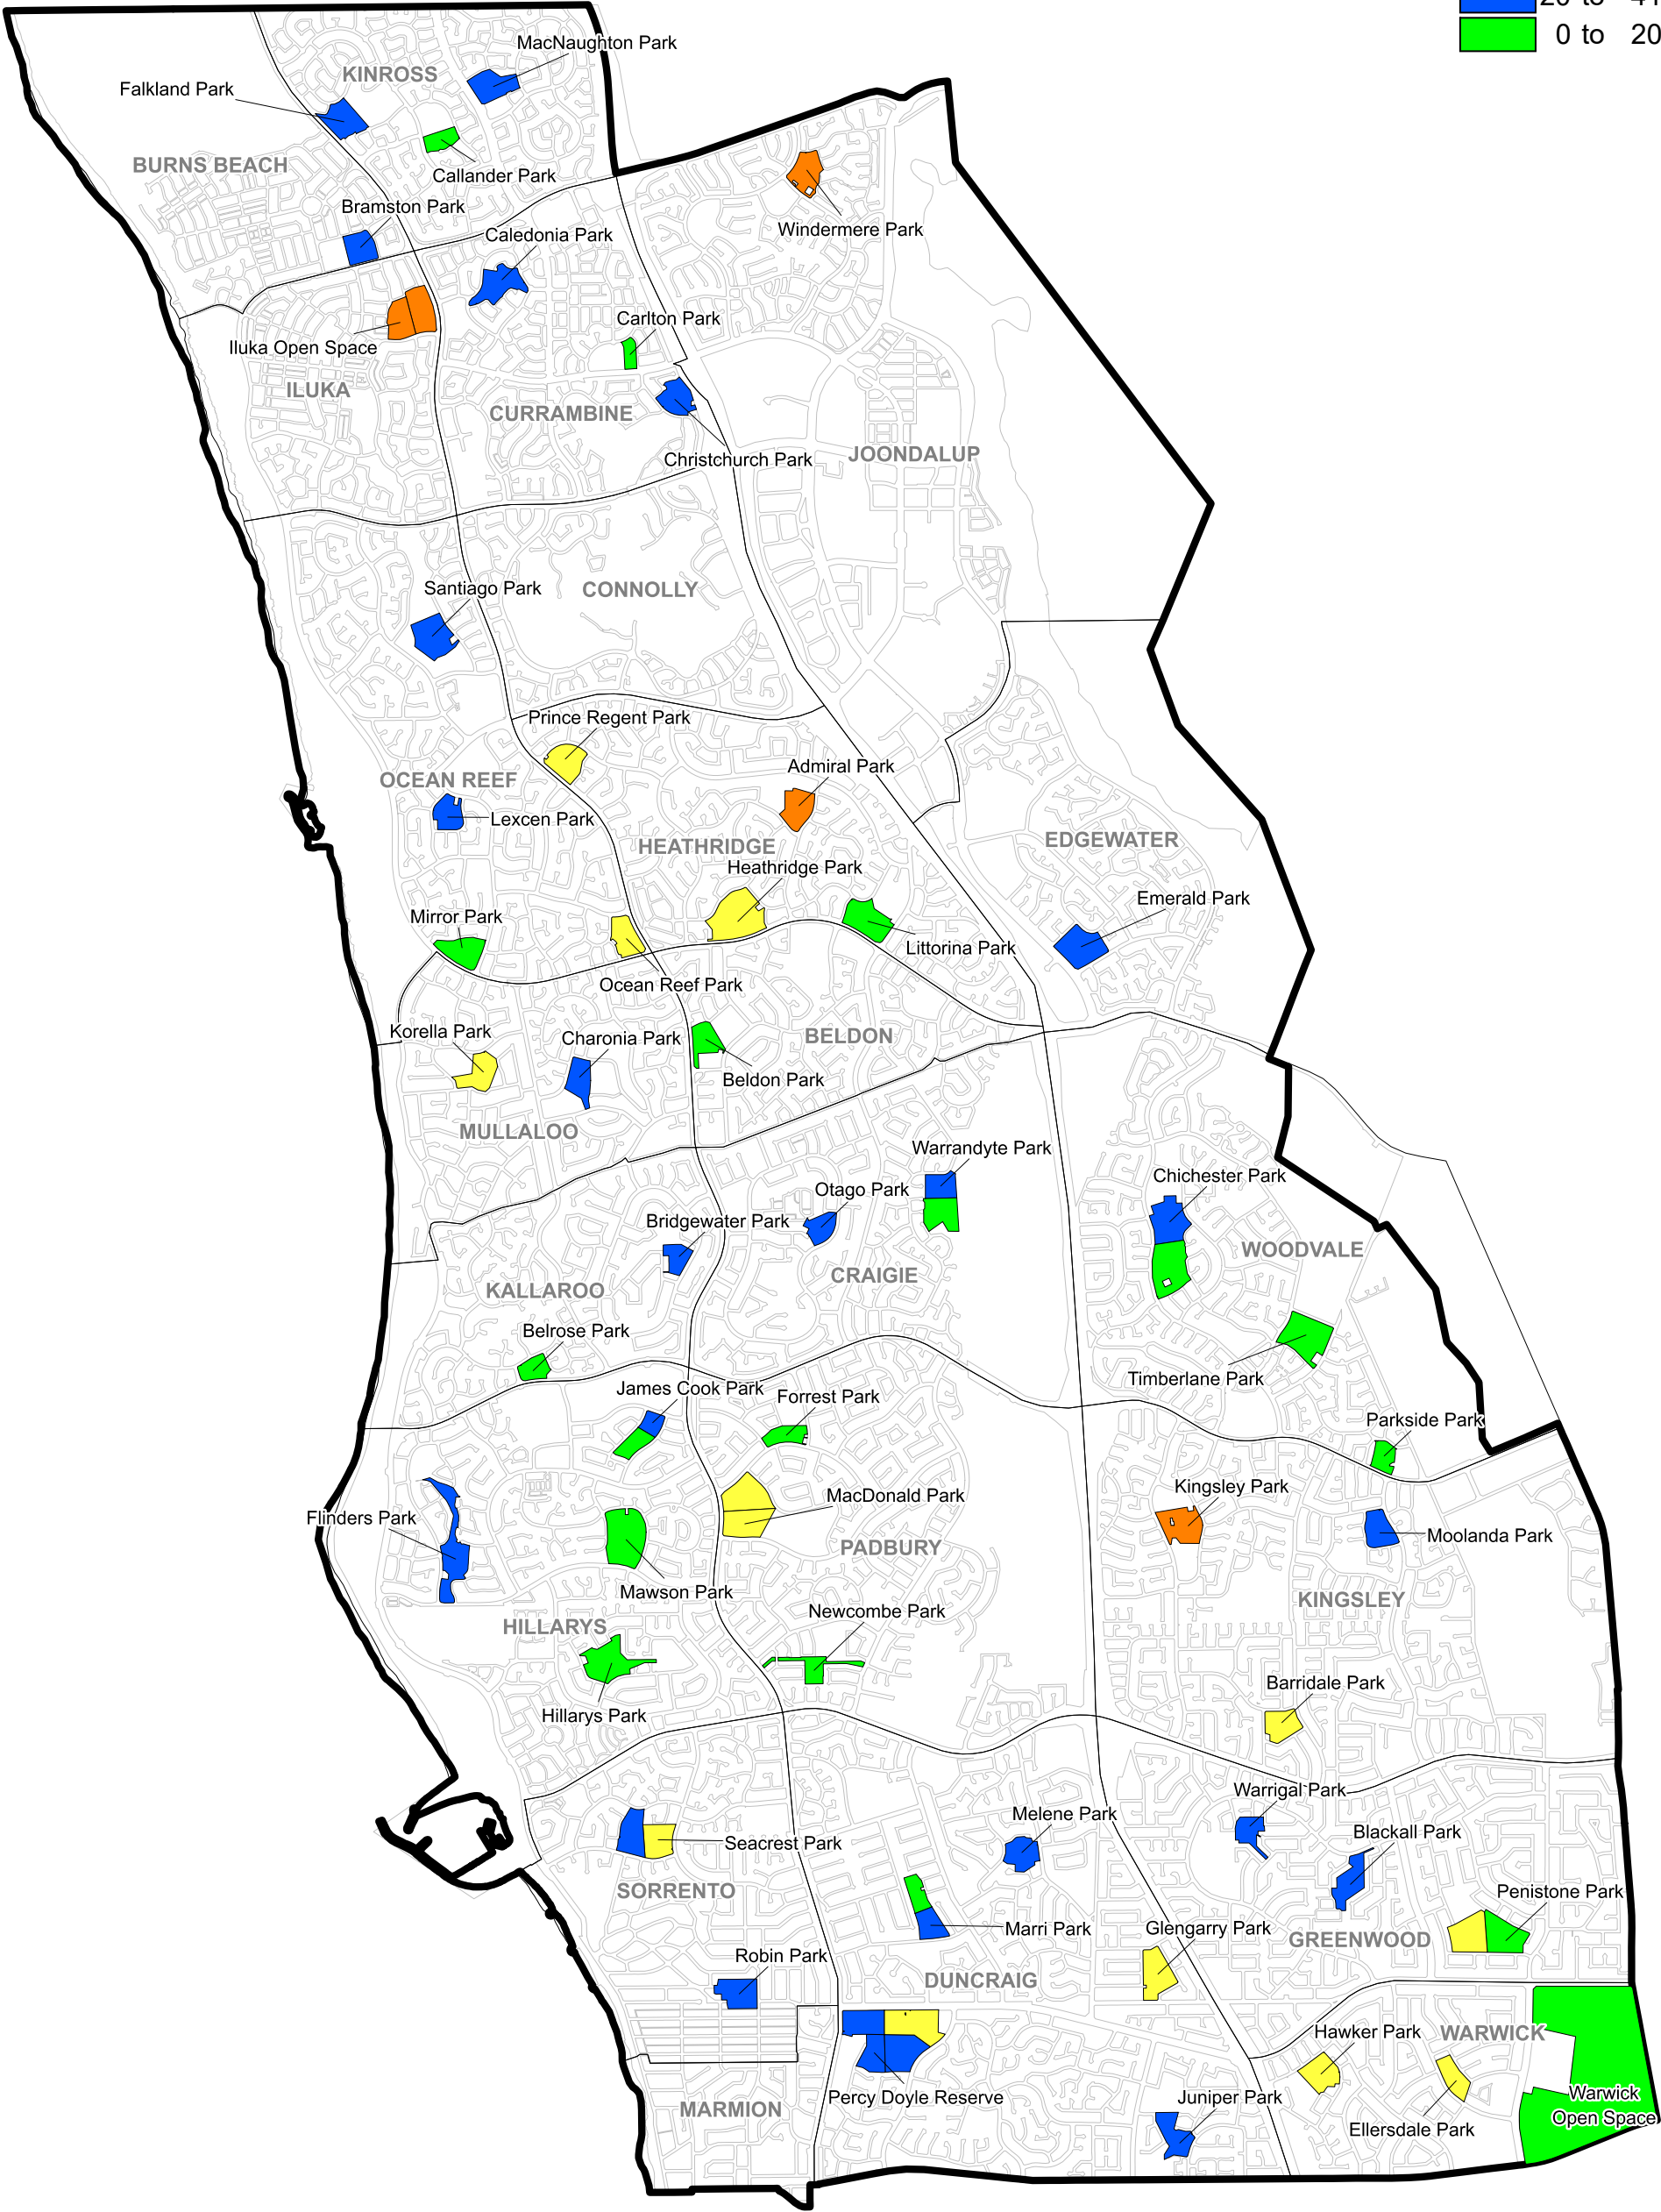 20 to 41
0 to 20
MacNaughton Park
KINROSS
Falkland Park
BURNS BEACH
Callander Park
Bramston Park
Caledonia Park
Windermere Park
Carlton Park
Iluka Open Space
ILUKA
CURRAMBINE
JOONDALUP
Christchurch Park
Santiago Park
CONNOLLY
Prince Regent Park
Admiral Park
OCEAN REEF
Lexcen Park
HEATHRIDGE
EDGEWATER
Heathridge Park
Emerald Park
Mirror Park
Littorina Park
Ocean Reef Park
Korella Park
Charonia Park
BELDON
Beldon Park
MULLALOO
Warrandyte Park
Chichester Park
Otago Park
Bridgewater Park
WOODVALE
CRAIGIE
KALLAROO
Belrose Park
Timberlane Park
James Cook Park
Forrest Park
Parkside Park
Kingsley Park
MacDonald Park
Flinders Park
Moolanda Park
PADBURY
Mawson Park
KINGSLEY
Newcombe Park
HILLARYS
Barridale Park
Hillarys Park
Warrigal Park
Melene Park
Blackall Park
Seacrest Park
SORRENTO
Penistone Park
Marri Park
Glengarry Park
GREENWOOD
Robin Park
DUNCRAIG
Hawker Park
WARWICK
Warwick
Open Space
Percy Doyle Reserve
Juniper Park
MARMION
Ellersdale Park